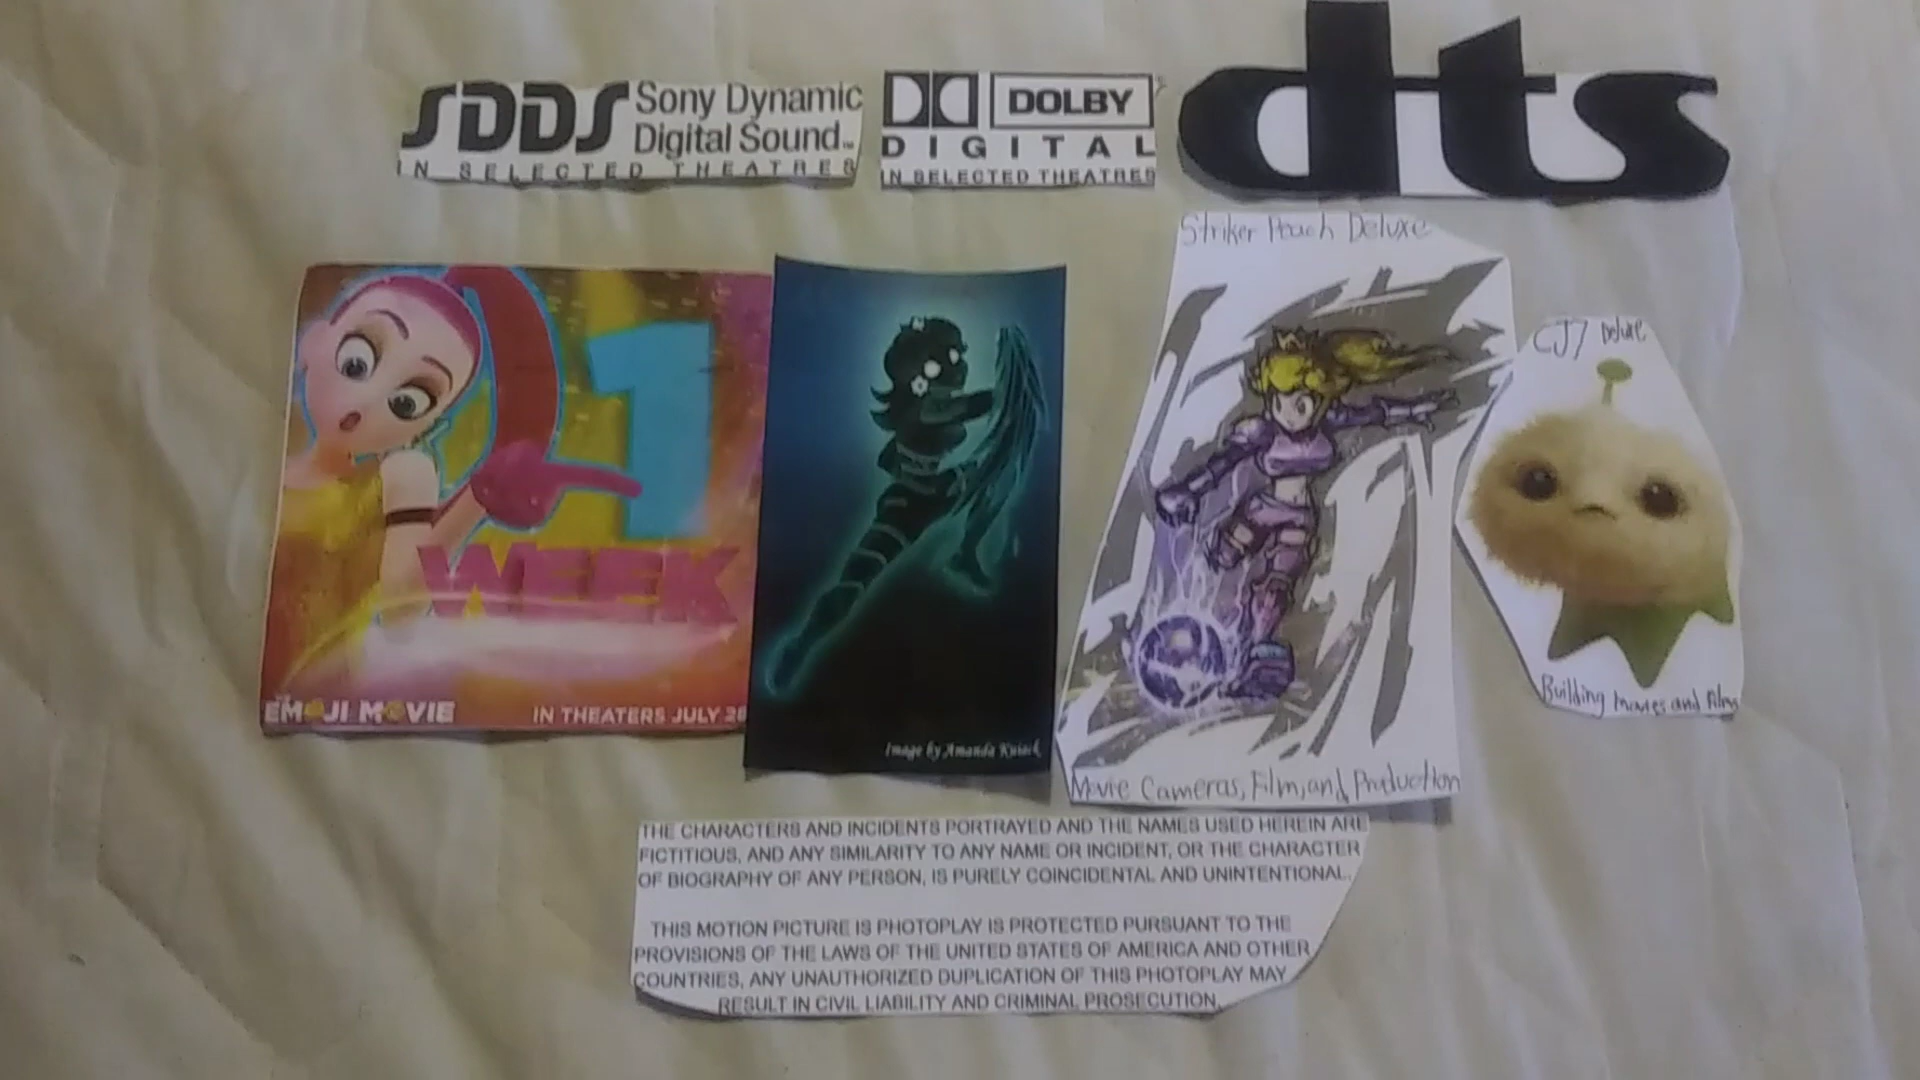 SDDS Sony Dynamic
Digital Sound™
IN SELECTED THEATRES
DOLBY
DIGITAL
IN SELECTED THEATRES
dts
1
WEEK
THE EMOJI MOVIE
IN THEATERS JULY 28
Image by Amanda
Striker Peach Deluxe
Movie Cameras, Film, and Production
CJ7 Deluxe
Building Movies and Film
THE CHARACTERS AND INCIDENTS PORTRAYED AND THE NAMES USED HEREIN ARE
FICTITIOUS, AND ANY SIMILARITY TO ANY NAME OR INCIDENT, OR THE CHARACTER
OF BIOGRAPHY OF ANY PERSON, IS PURELY COINCIDENTAL AND UNINTENTIONAL.
THIS MOTION PICTURE IS PHOTOPLAY IS PROTECTED PURSUANT TO THE
PROVISIONS OF THE LAWS OF THE UNITED STATES OF AMERICA AND OTHER
COUNTRIES, ANY UNAUTHORIZED DUPLICATION OF THIS PHOTOPLAY MAY
RESULT IN CIVIL LIABILITY AND CRIMINAL PROSECUTION.